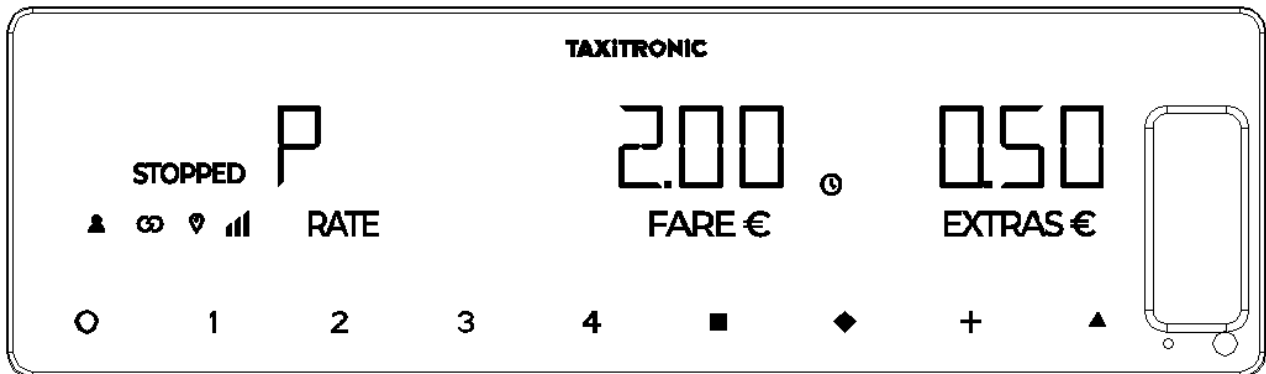 TAXiTRONiC
P 2.00 0.50
STOPPED
RATE FARE € EXTRAS €
1 2 3 4 +